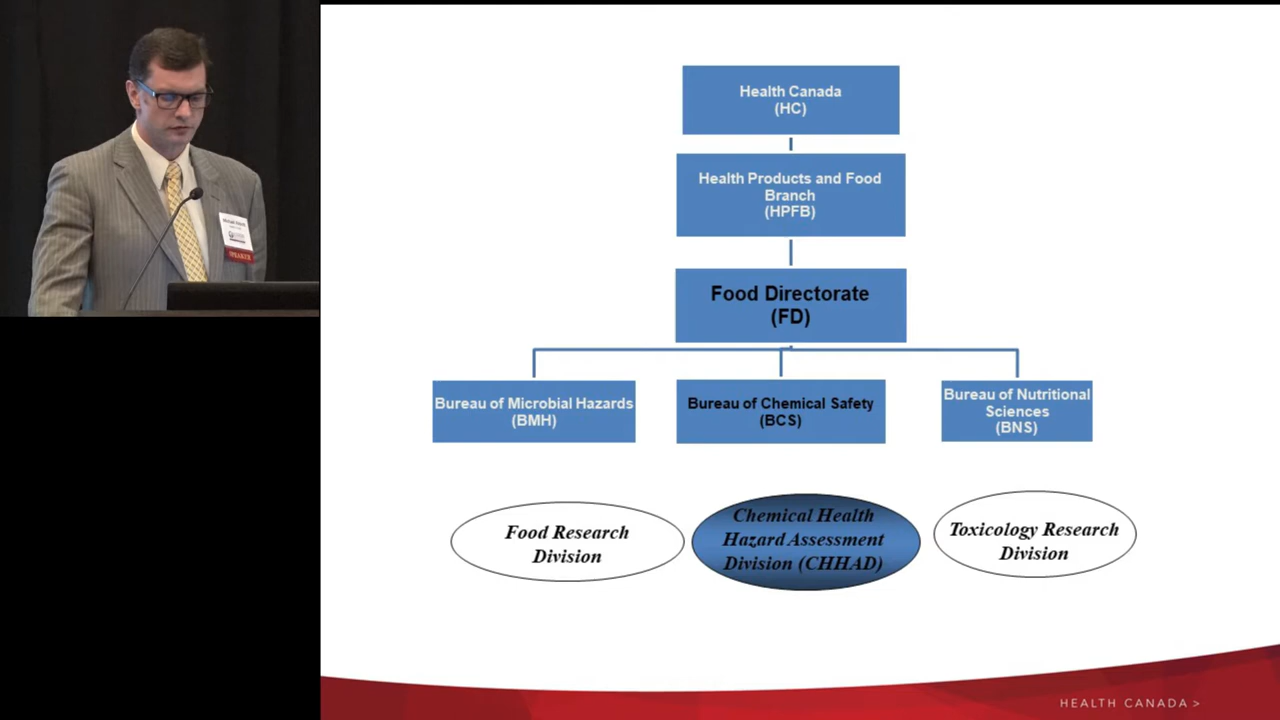 Health Canada
(HC)
Health Products and Food
Branch
(HPFB)
Food Directorate
(FD)
Bureau of Microbial Hazards
(BMH)
Bureau of Chemical Safety
(BCS)
Bureau of Nutritional
Sciences
(BNS)
Food Research
Division
Chemical Health
Hazard Assessment
Division (CHHAD)
Toxicology Research
Division
SPEAKER
HEALTH CANADA >